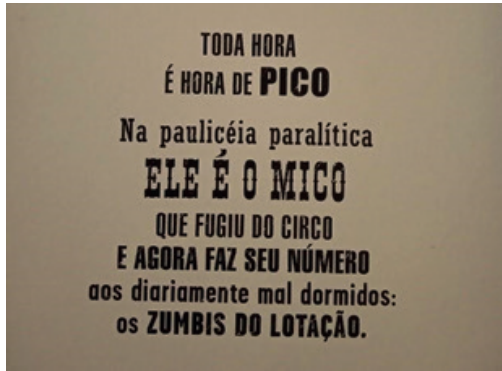 TODA HORA
É HORA DE PICO
Na paulicéia paralítica
ELE É O MICO
QUE FUGIU DO CIRCO
E AGORA FAZ SEU NÚMERO
aos diariamente mal dormidos:
os ZUMBIS DO LOTAÇÃO.